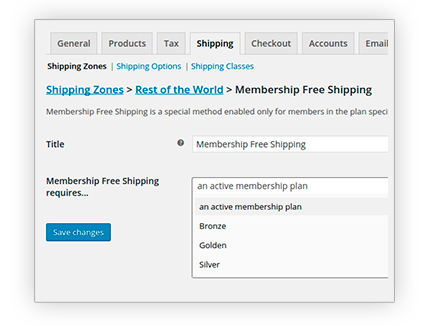 General Products Tax Shipping Checkout Accounts Email
Shipping Zones | Shipping Options | Shipping Classes
Shipping Zones > Rest of the World > Membership Free Shipping
Membership Free Shipping is a special method enabled only for members in the plan speci
Title ? Membership Free Shipping
Membership Free Shipping
requires...
an active membership plan
an active membership plan
Bronze
Golden
Silver
Save changes